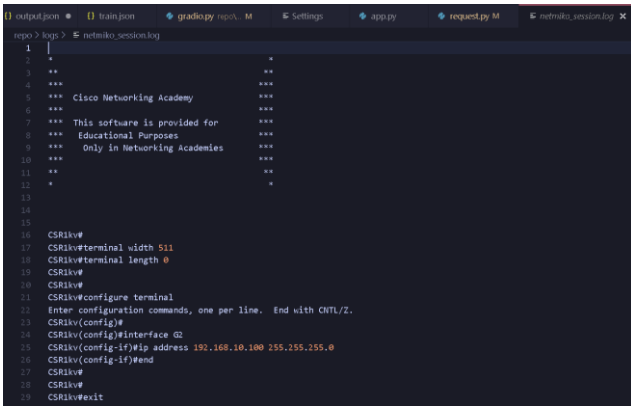 {} output.json ● {} train.json gradio.py repo\... M Settings app.py request.py M netmiko_session.log ×
repo > logs > netmiko_session.log
1
2 * *
3 ** **
4 *** ***
5 *** Cisco Networking Academy ***
6 *** ***
7 *** This software is provided for ***
8 *** Educational Purposes ***
9 *** Only in Networking Academies ***
10 *** ***
11 ** **
12 * *
13
14
15
16 CSR1kv#
17 CSR1kv#terminal width 511
18 CSR1kv#terminal length 0
19 CSR1kv#
20 CSR1kv#
21 CSR1kv#configure terminal
22 Enter configuration commands, one per line. End with CNTL/Z.
23 CSR1kv(config)#
24 CSR1kv(config)#interface G2
25 CSR1kv(config-if)#ip address 192.168.10.100 255.255.255.0
26 CSR1kv(config-if)#end
27 CSR1kv#
28 CSR1kv#
29 CSR1kv#exit